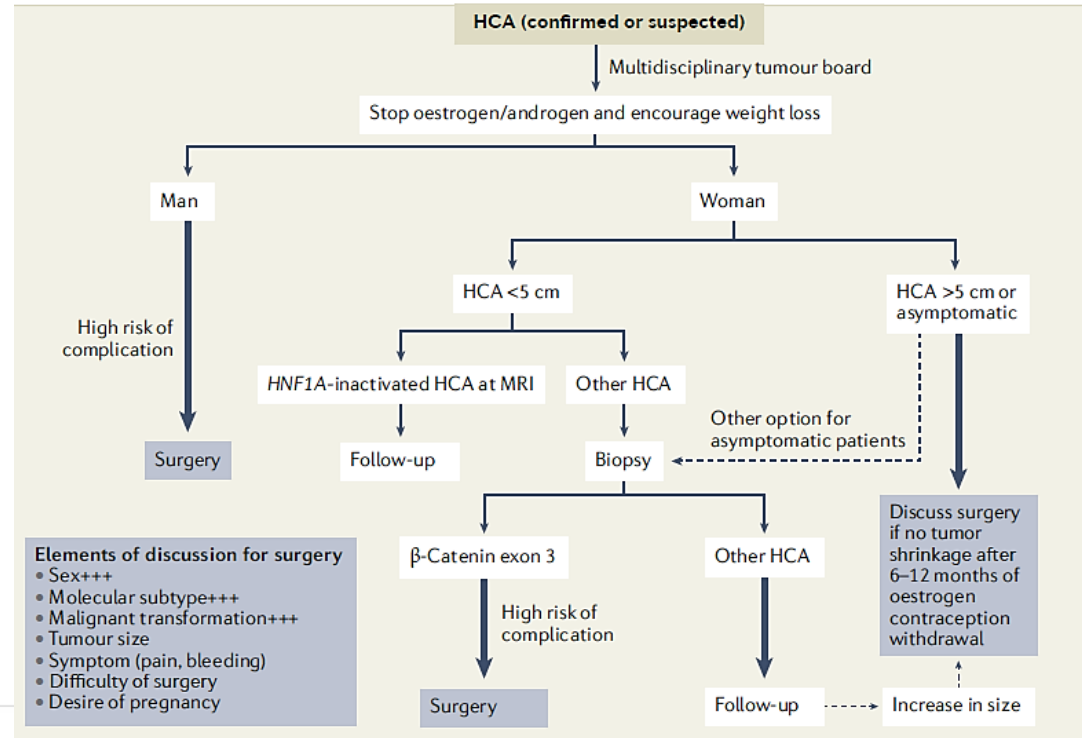 HCA (confirmed or suspected)
Multidisciplinary tumour board
Stop oestrogen/androgen and encourage weight loss
Man
Woman
HCA <5 cm
HCA >5 cm or
asymptomatic
High risk of
complication
HNF1A-inactivated HCA at MRI
Other HCA
Other option for
asymptomatic patients
Surgery
Follow-up
Biopsy
Discuss surgery
if no tumor
shrinkage after
6–12 months of
oestrogen
contraception
withdrawal
β-Catenin exon 3
Other HCA
High risk of
complication
Surgery
Follow-up
Increase in size
Elements of discussion for surgery
• Sex+++
• Molecular subtype+++
• Malignant transformation+++
• Tumour size
• Symptom (pain, bleeding)
• Difficulty of surgery
• Desire of pregnancy